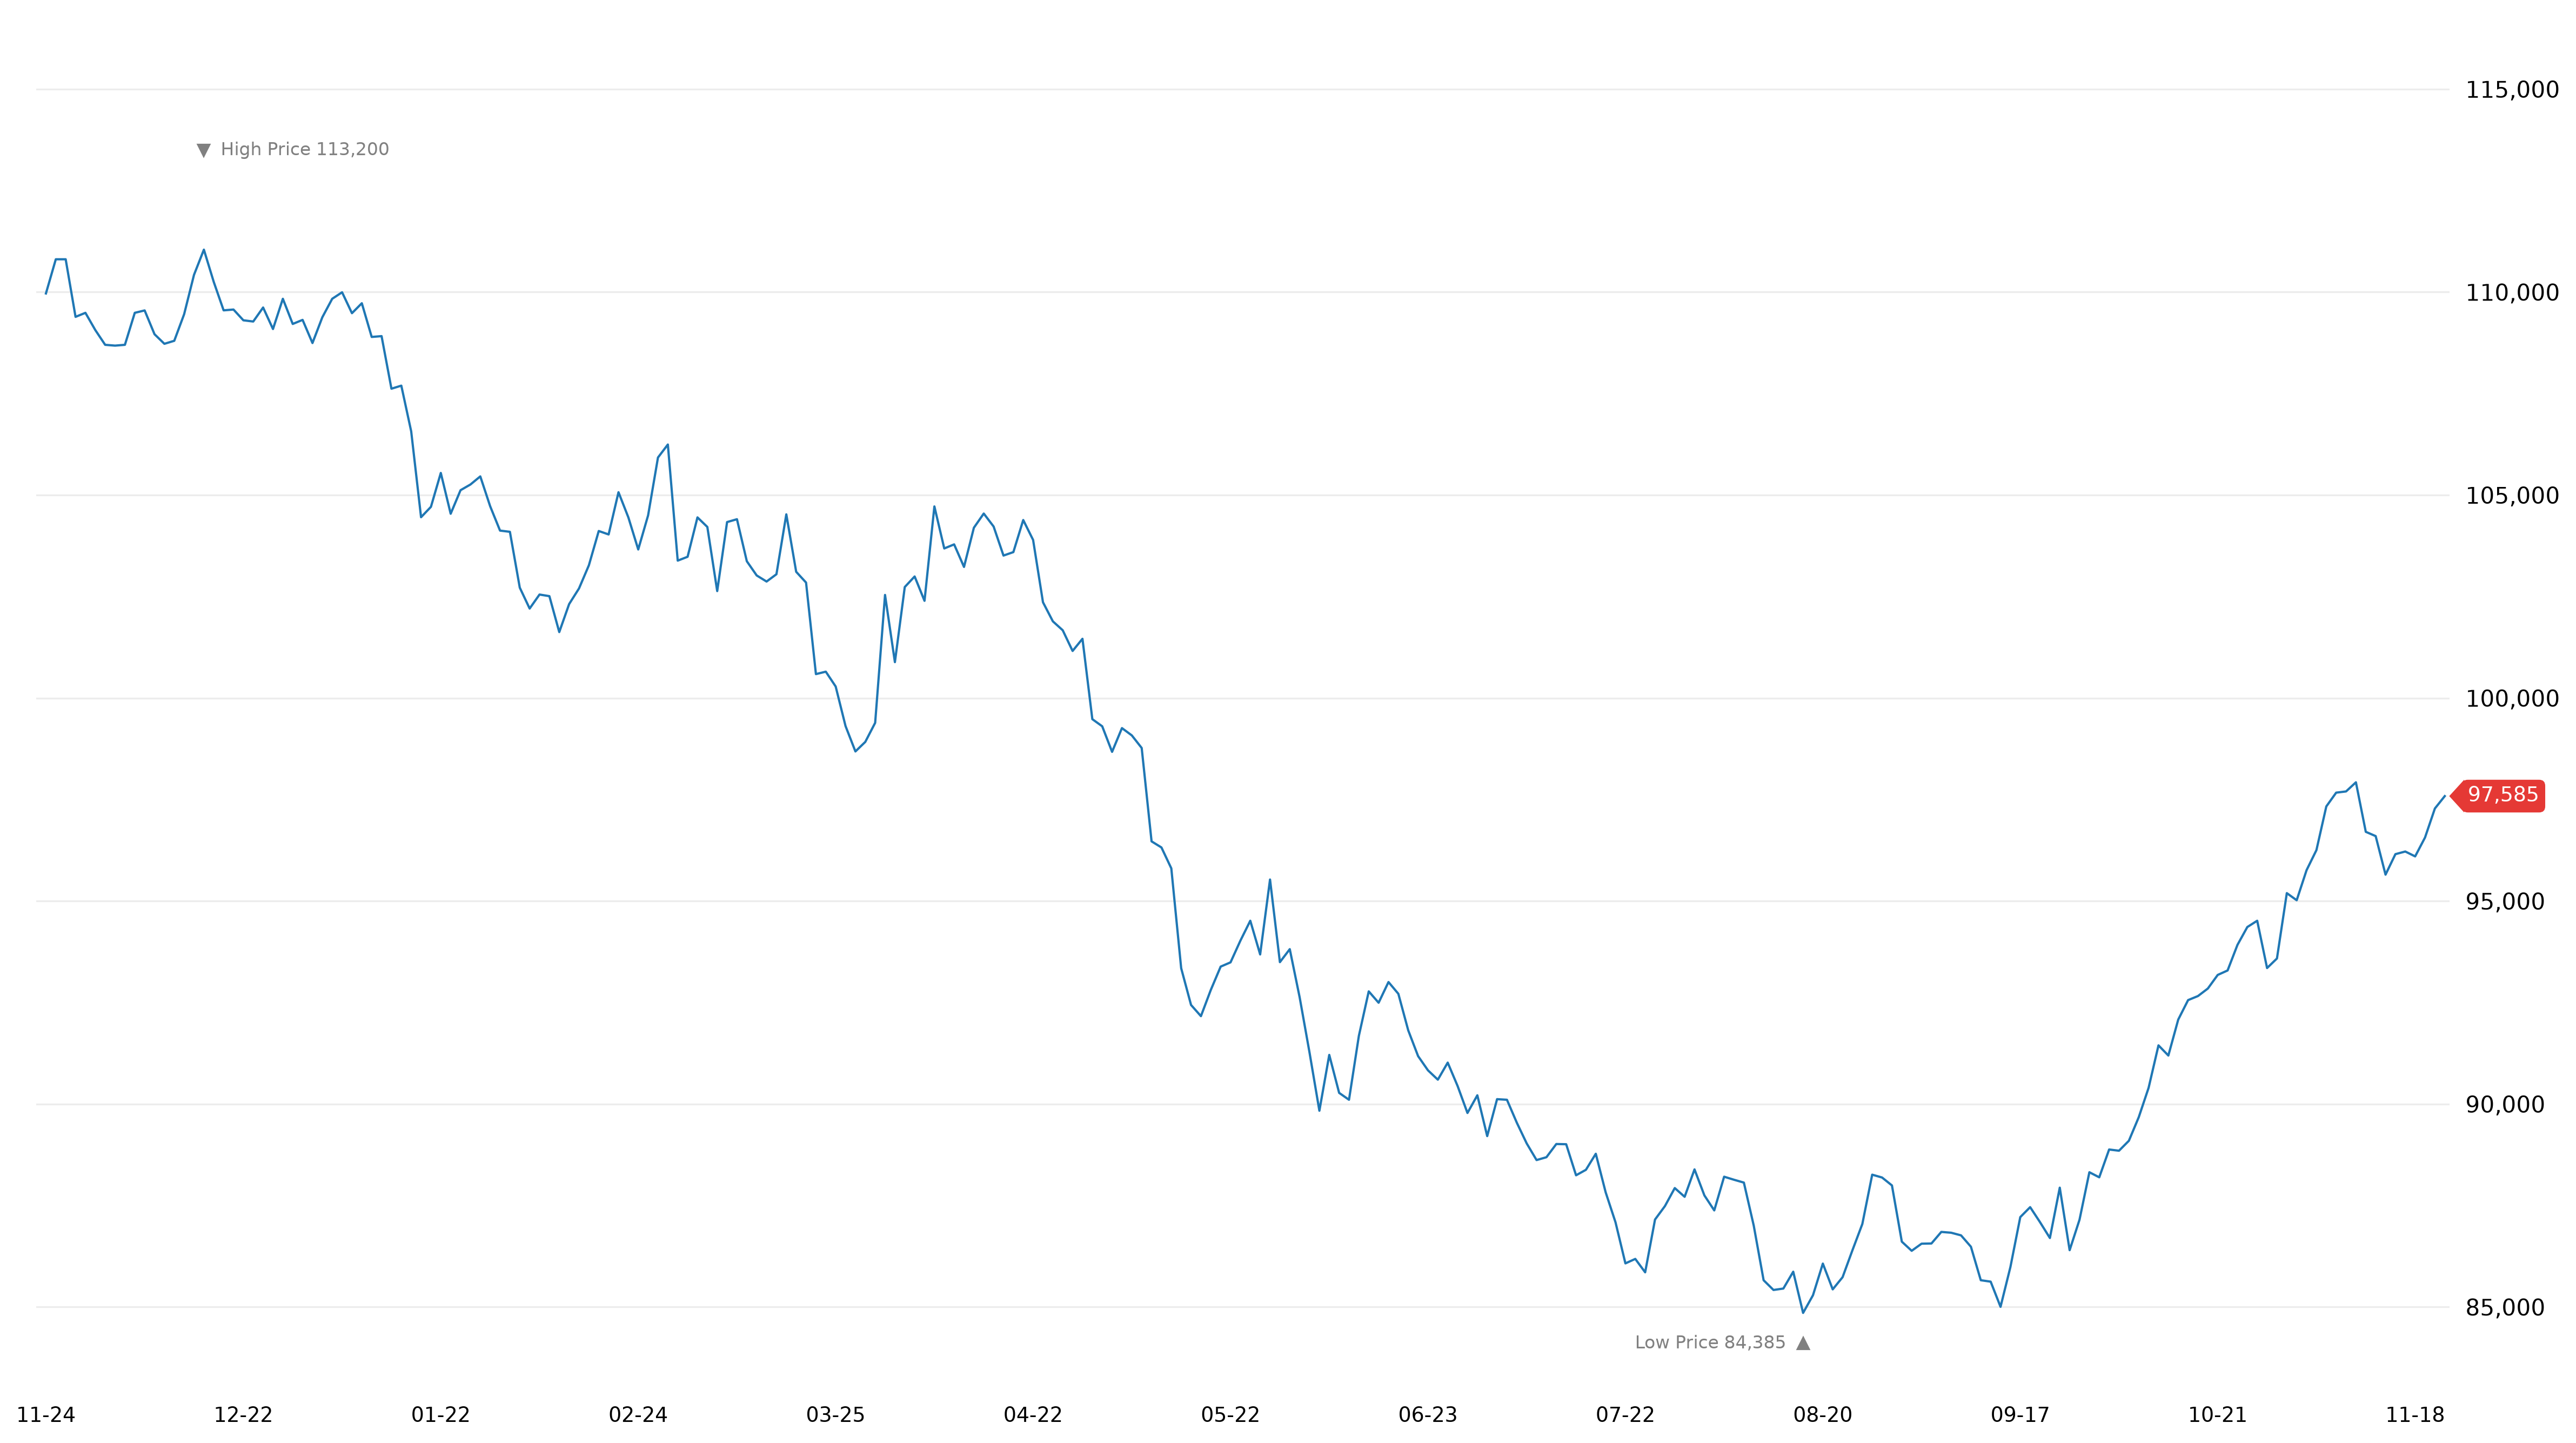 115,000
▼ High Price 113,200
110,000
105,000
100,000
97,585
95,000
90,000
85,000
Low Price 84,385 ▲
11-24 12-22 01-22 02-24 03-25 04-22 05-22 06-23 07-22 08-20 09-17 10-21 11-18